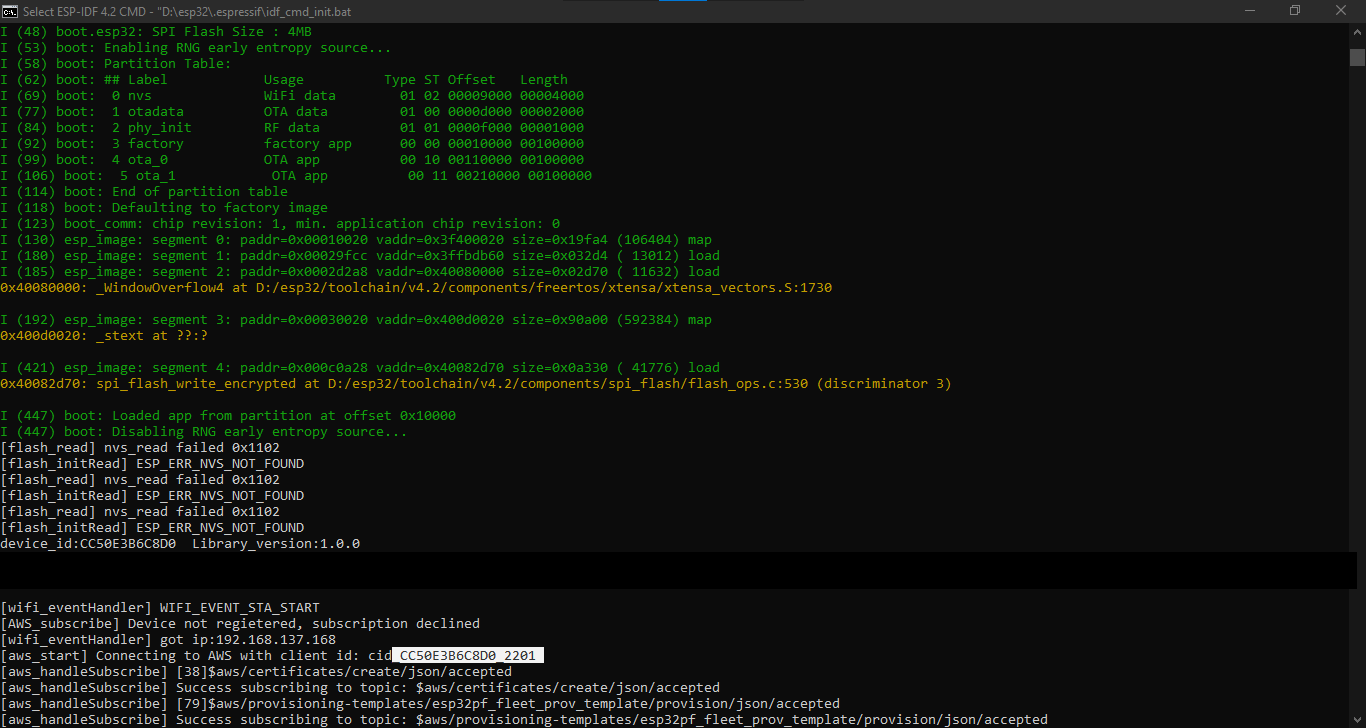 Select ESP-IDF 4.2 CMD - "D:\esp32\.espressif\idf_cmd_init.bat
I (48) boot.esp32: SPI Flash Size : 4MB
I (53) boot: Enabling RNG early entropy source...
I (58) boot: Partition Table:
I (62) boot: ## Label            Usage          Type ST Offset   Length
I (69) boot:  0 nvs              WiFi data        01 02 00009000 00004000
I (77) boot:  1 otadata          OTA data         01 00 0000d000 00002000
I (84) boot:  2 phy_init         RF data          01 01 0000f000 00001000
I (92) boot:  3 factory          factory app      00 00 00010000 00100000
I (99) boot:  4 ota_0            OTA app          00 10 00110000 00100000
I (106) boot:  5 ota_1            OTA app          00 11 00210000 00100000
I (114) boot: End of partition table
I (118) boot: Defaulting to factory image
I (123) boot_comm: chip revision: 1, min. application chip revision: 0
I (130) esp_image: segment 0: paddr=0x00010020 vaddr=0x3f400020 size=0x19fa4 (106404) map
I (180) esp_image: segment 1: paddr=0x00029fcc vaddr=0x3ffbdb60 size=0x032d4 ( 13012) load
I (185) esp_image: segment 2: paddr=0x0002d2a8 vaddr=0x40080000 size=0x02d70 ( 11632) load
0x40080000: _WindowOverflow4 at D:/esp32/toolchain/v4.2/components/freertos/xtensa/xtensa_vectors.S:1730
I (192) esp_image: segment 3: paddr=0x00030020 vaddr=0x400d0020 size=0x90a00 (592384) map
0x400d0020: _stext at ??:?
I (421) esp_image: segment 4: paddr=0x000c0a28 vaddr=0x40082d70 size=0x0a330 ( 41776) load
0x40082d70: spi_flash_write_encrypted at D:/esp32/toolchain/v4.2/components/spi_flash/flash_ops.c:530 (discriminator 3)
I (447) boot: Loaded app from partition at offset 0x10000
I (447) boot: Disabling RNG early entropy source...
[flash_read] nvs_read failed 0x1102
[flash_initRead] ESP_ERR_NVS_NOT_FOUND
[flash_read] nvs_read failed 0x1102
[flash_initRead] ESP_ERR_NVS_NOT_FOUND
[flash_read] nvs_read failed 0x1102
[flash_initRead] ESP_ERR_NVS_NOT_FOUND
device_id:CC50E3B6C8D0  Library_version:1.0.0
[wifi_eventHandler] WIFI_EVENT_STA_START
[AWS_subscribe] Device not registered, subscription declined
[wifi_eventHandler] got ip:192.168.137.168
[aws_start] Connecting to AWS with client id: cid_CC50E3B6C8D0_2201
[aws_handleSubscribe] [38]$aws/certificates/create/json/accepted
[aws_handleSubscribe] Success subscribing to topic: $aws/certificates/create/json/accepted
[aws_handleSubscribe] [79]$aws/provisioning-templates/esp32pf_fleet_prov_template/provision/json/accepted
[aws_handleSubscribe] Success subscribing to topic: $aws/provisioning-templates/esp32pf_fleet_prov_template/provision/json/accepted